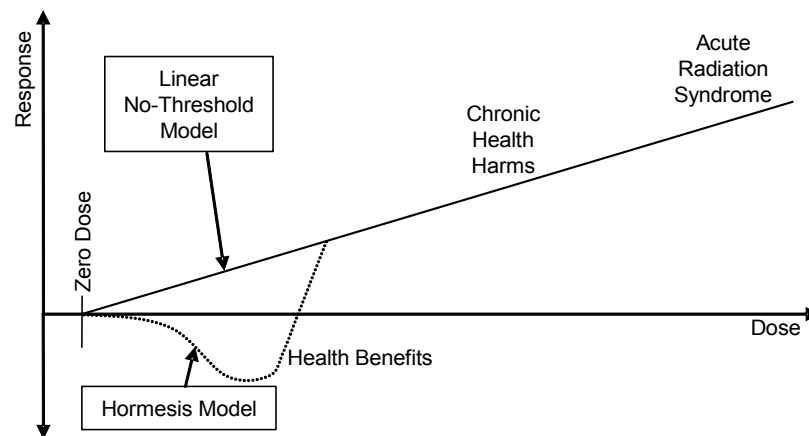 Response
Linear
No-Threshold
Model
Acute
Radiation
Syndrome
Chronic
Health
Harms
Zero Dose
Dose
Health Benefits
Hormesis Model